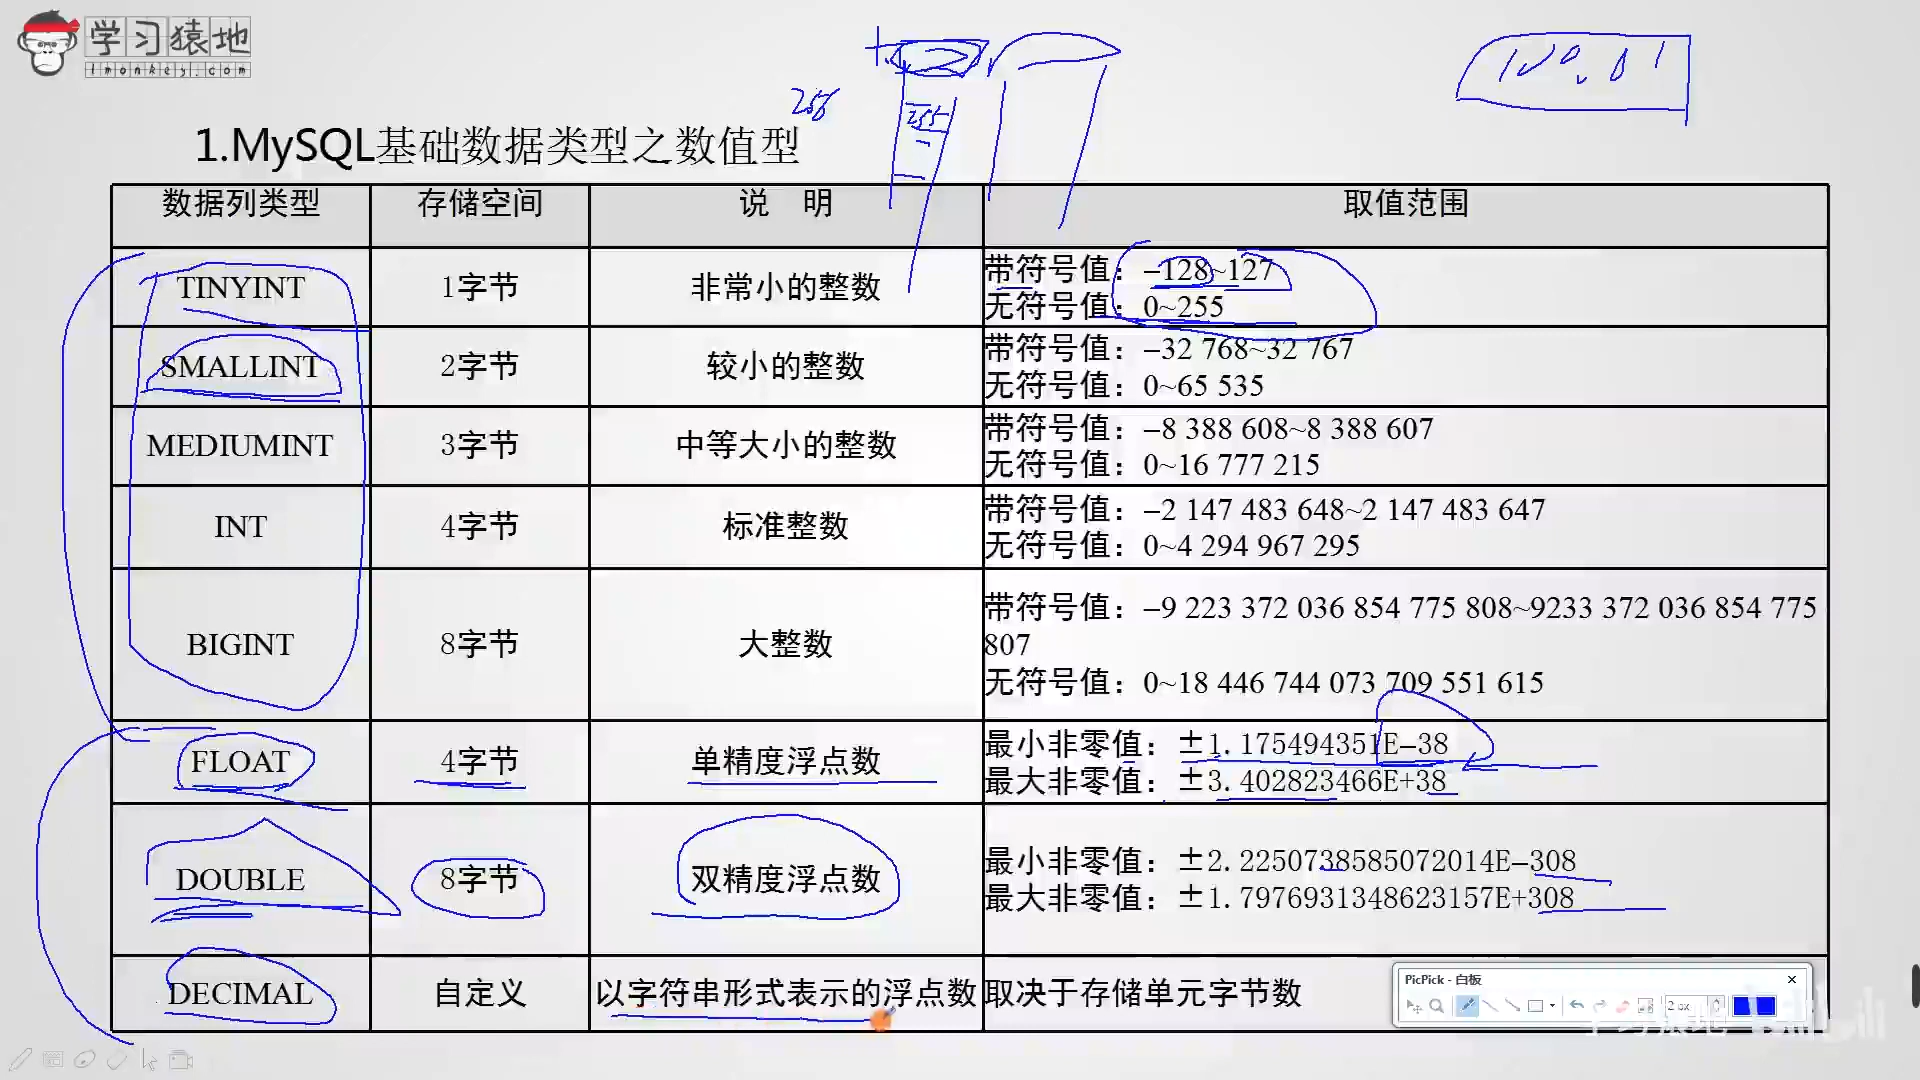 学习猿地
lmonkey.com
1.MySQL基础数据类型之数值型
256
255
100.01
数据列类型 存储空间 说 明 取值范围
TINYINT 1字节 非常小的整数 带符号值：–128~127
无符号值：0~255
SMALLINT 2字节 较小的整数 带符号值：–32 768~32 767
无符号值：0~65 535
MEDIUMINT 3字节 中等大小的整数 带符号值：–8 388 608~8 388 607
无符号值：0~16 777 215
INT 4字节 标准整数 带符号值：–2 147 483 648~2 147 483 647
无符号值：0~4 294 967 295
BIGINT 8字节 大整数 带符号值：–9 223 372 036 854 775 808~9233 372 036 854 775
807
无符号值：0~18 446 744 073 709 551 615
FLOAT 4字节 单精度浮点数 最小非零值：±1.175494351E–38
最大非零值：±3.402823466E+38
DOUBLE 8字节 双精度浮点数 最小非零值：±2.2250738585072014E–308
最大非零值：±1.7976931348623157E+308
DECIMAL 自定义 以字符串形式表示的浮点数 取决于存储单元字节数
PicPick - 白板
2 px